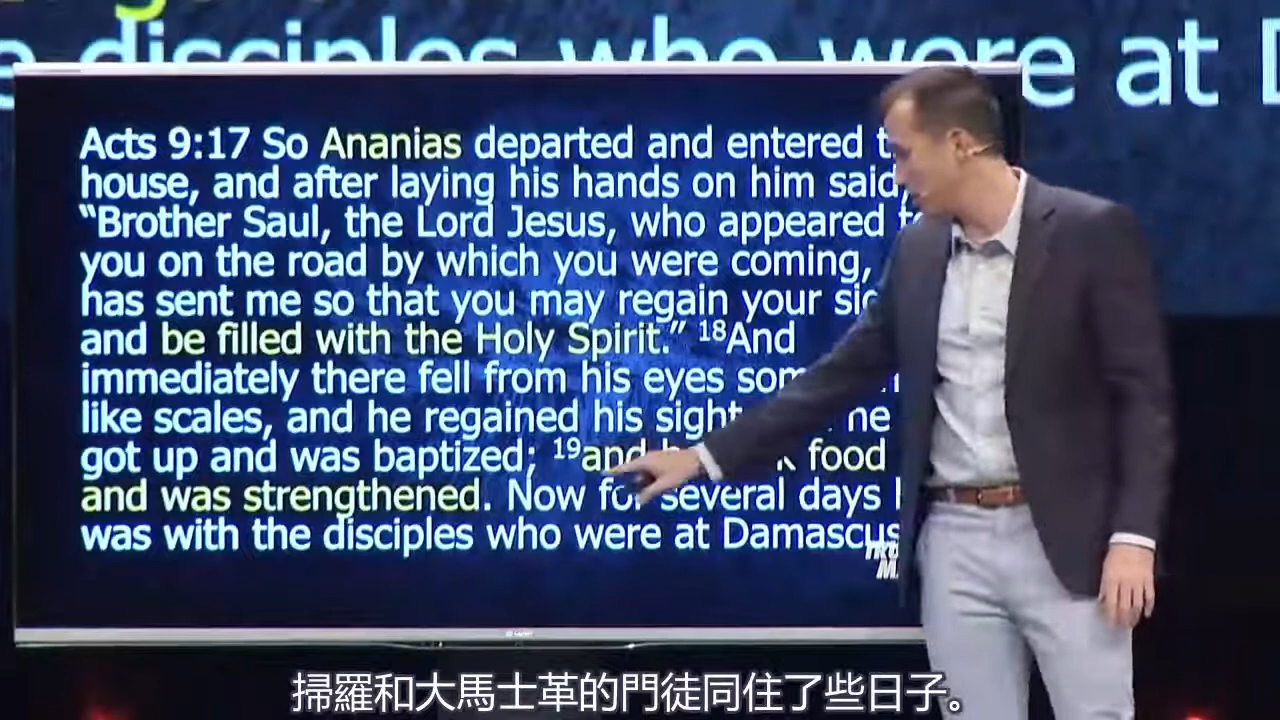 disciples who were at
Acts 9:17 So Ananias departed and entered
house, and after laying his hands on him said,
“Brother Saul, the Lord Jesus, who appeared
you on the road by which you were coming,
has sent me so that you may regain your
and be filled with the Holy Spirit.” 18And
immediately there fell from his eyes
like scales, and he regained his sight
got up and was baptized; 19and food
and was strengthened. Now for several days
was with the disciples who were at Damascus
掃羅和大馬士革的門徒同住了些日子。